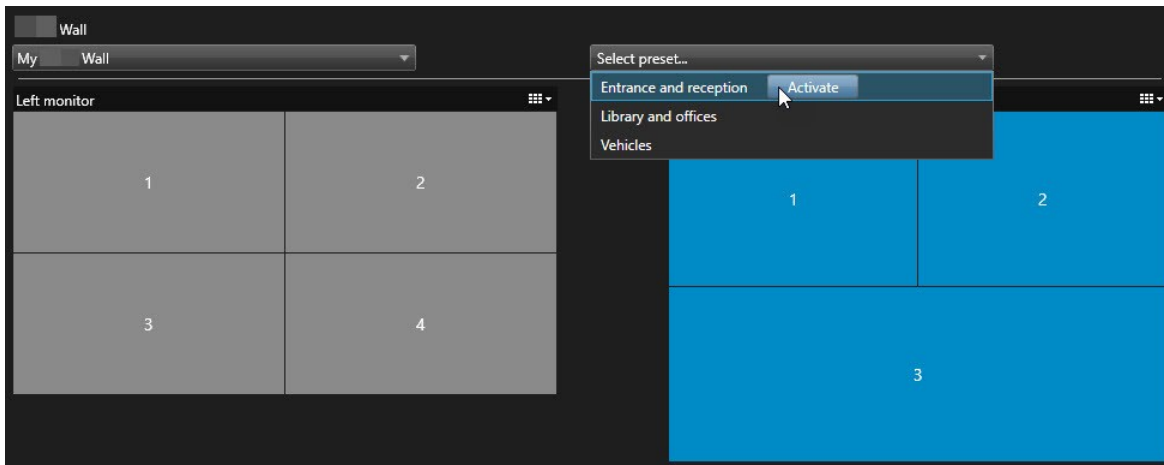 Wall
My Wall
Select preset...
Entrance and reception Activate
Library and offices
Vehicles
Left monitor
1 2
3 4
1 2
3